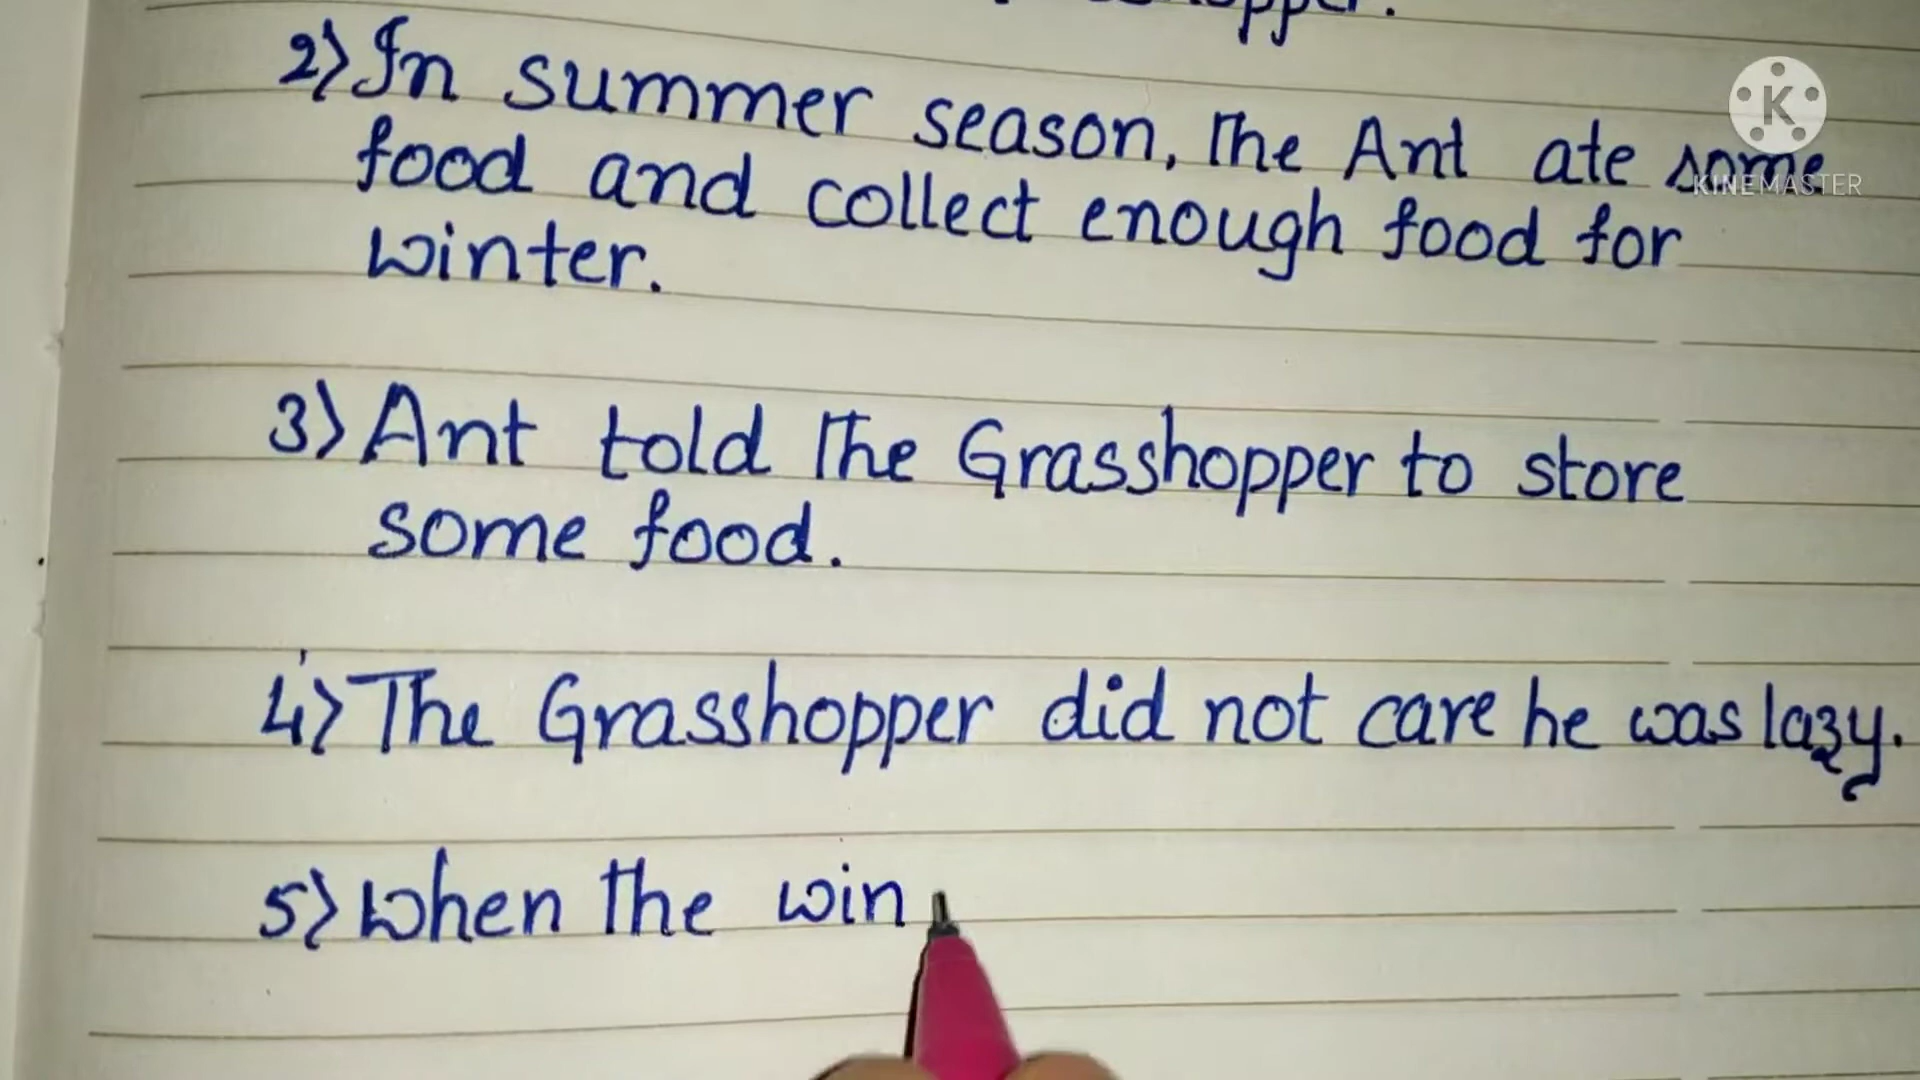 2) In summer season, the Ant ate some
food and collect enough food for
winter.
3) Ant told the Grasshopper to store
some food.
4) The Grasshopper did not care he was lazy.
5) When the win
K
KINEMASTER